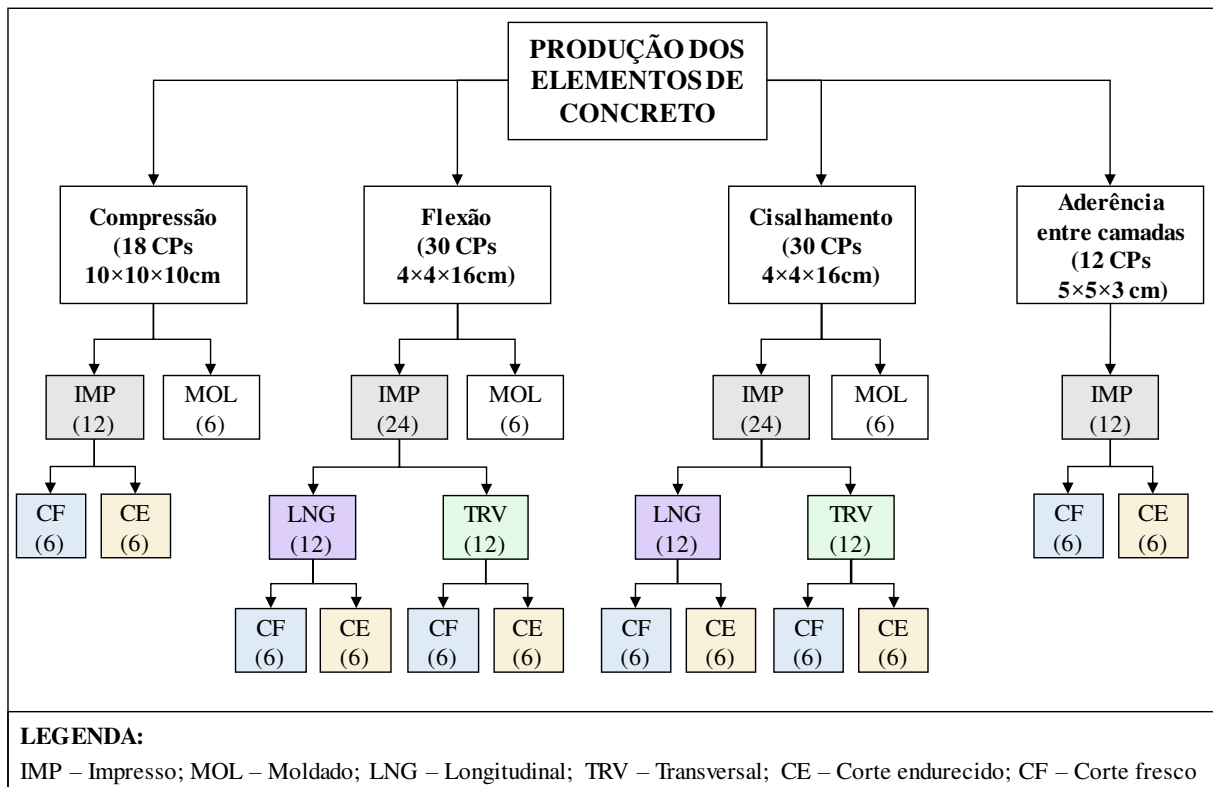 PRODUÇÃO DOS
ELEMENTOS DE
CONCRETO
Compressão
(18 CPs
10×10×10cm
Flexão
(30 CPs
4×4×16cm)
Cisalhamento
(30 CPs
4×4×16cm)
Aderência
entre camadas
(12 CPs
5×5×3 cm)
IMP
(12)
MOL
(6)
IMP
(24)
MOL
(6)
IMP
(24)
MOL
(6)
IMP
(12)
CF
(6)
CE
(6)
LNG
(12)
TRV
(12)
LNG
(12)
TRV
(12)
CF
(6)
CE
(6)
CF
(6)
CE
(6)
CF
(6)
CE
(6)
CF
(6)
CE
(6)
CF
(6)
CE
(6)
LEGENDA:
IMP – Impresso; MOL – Moldado; LNG – Longitudinal; TRV – Transversal; CE – Corte endurecido; CF – Corte fresco